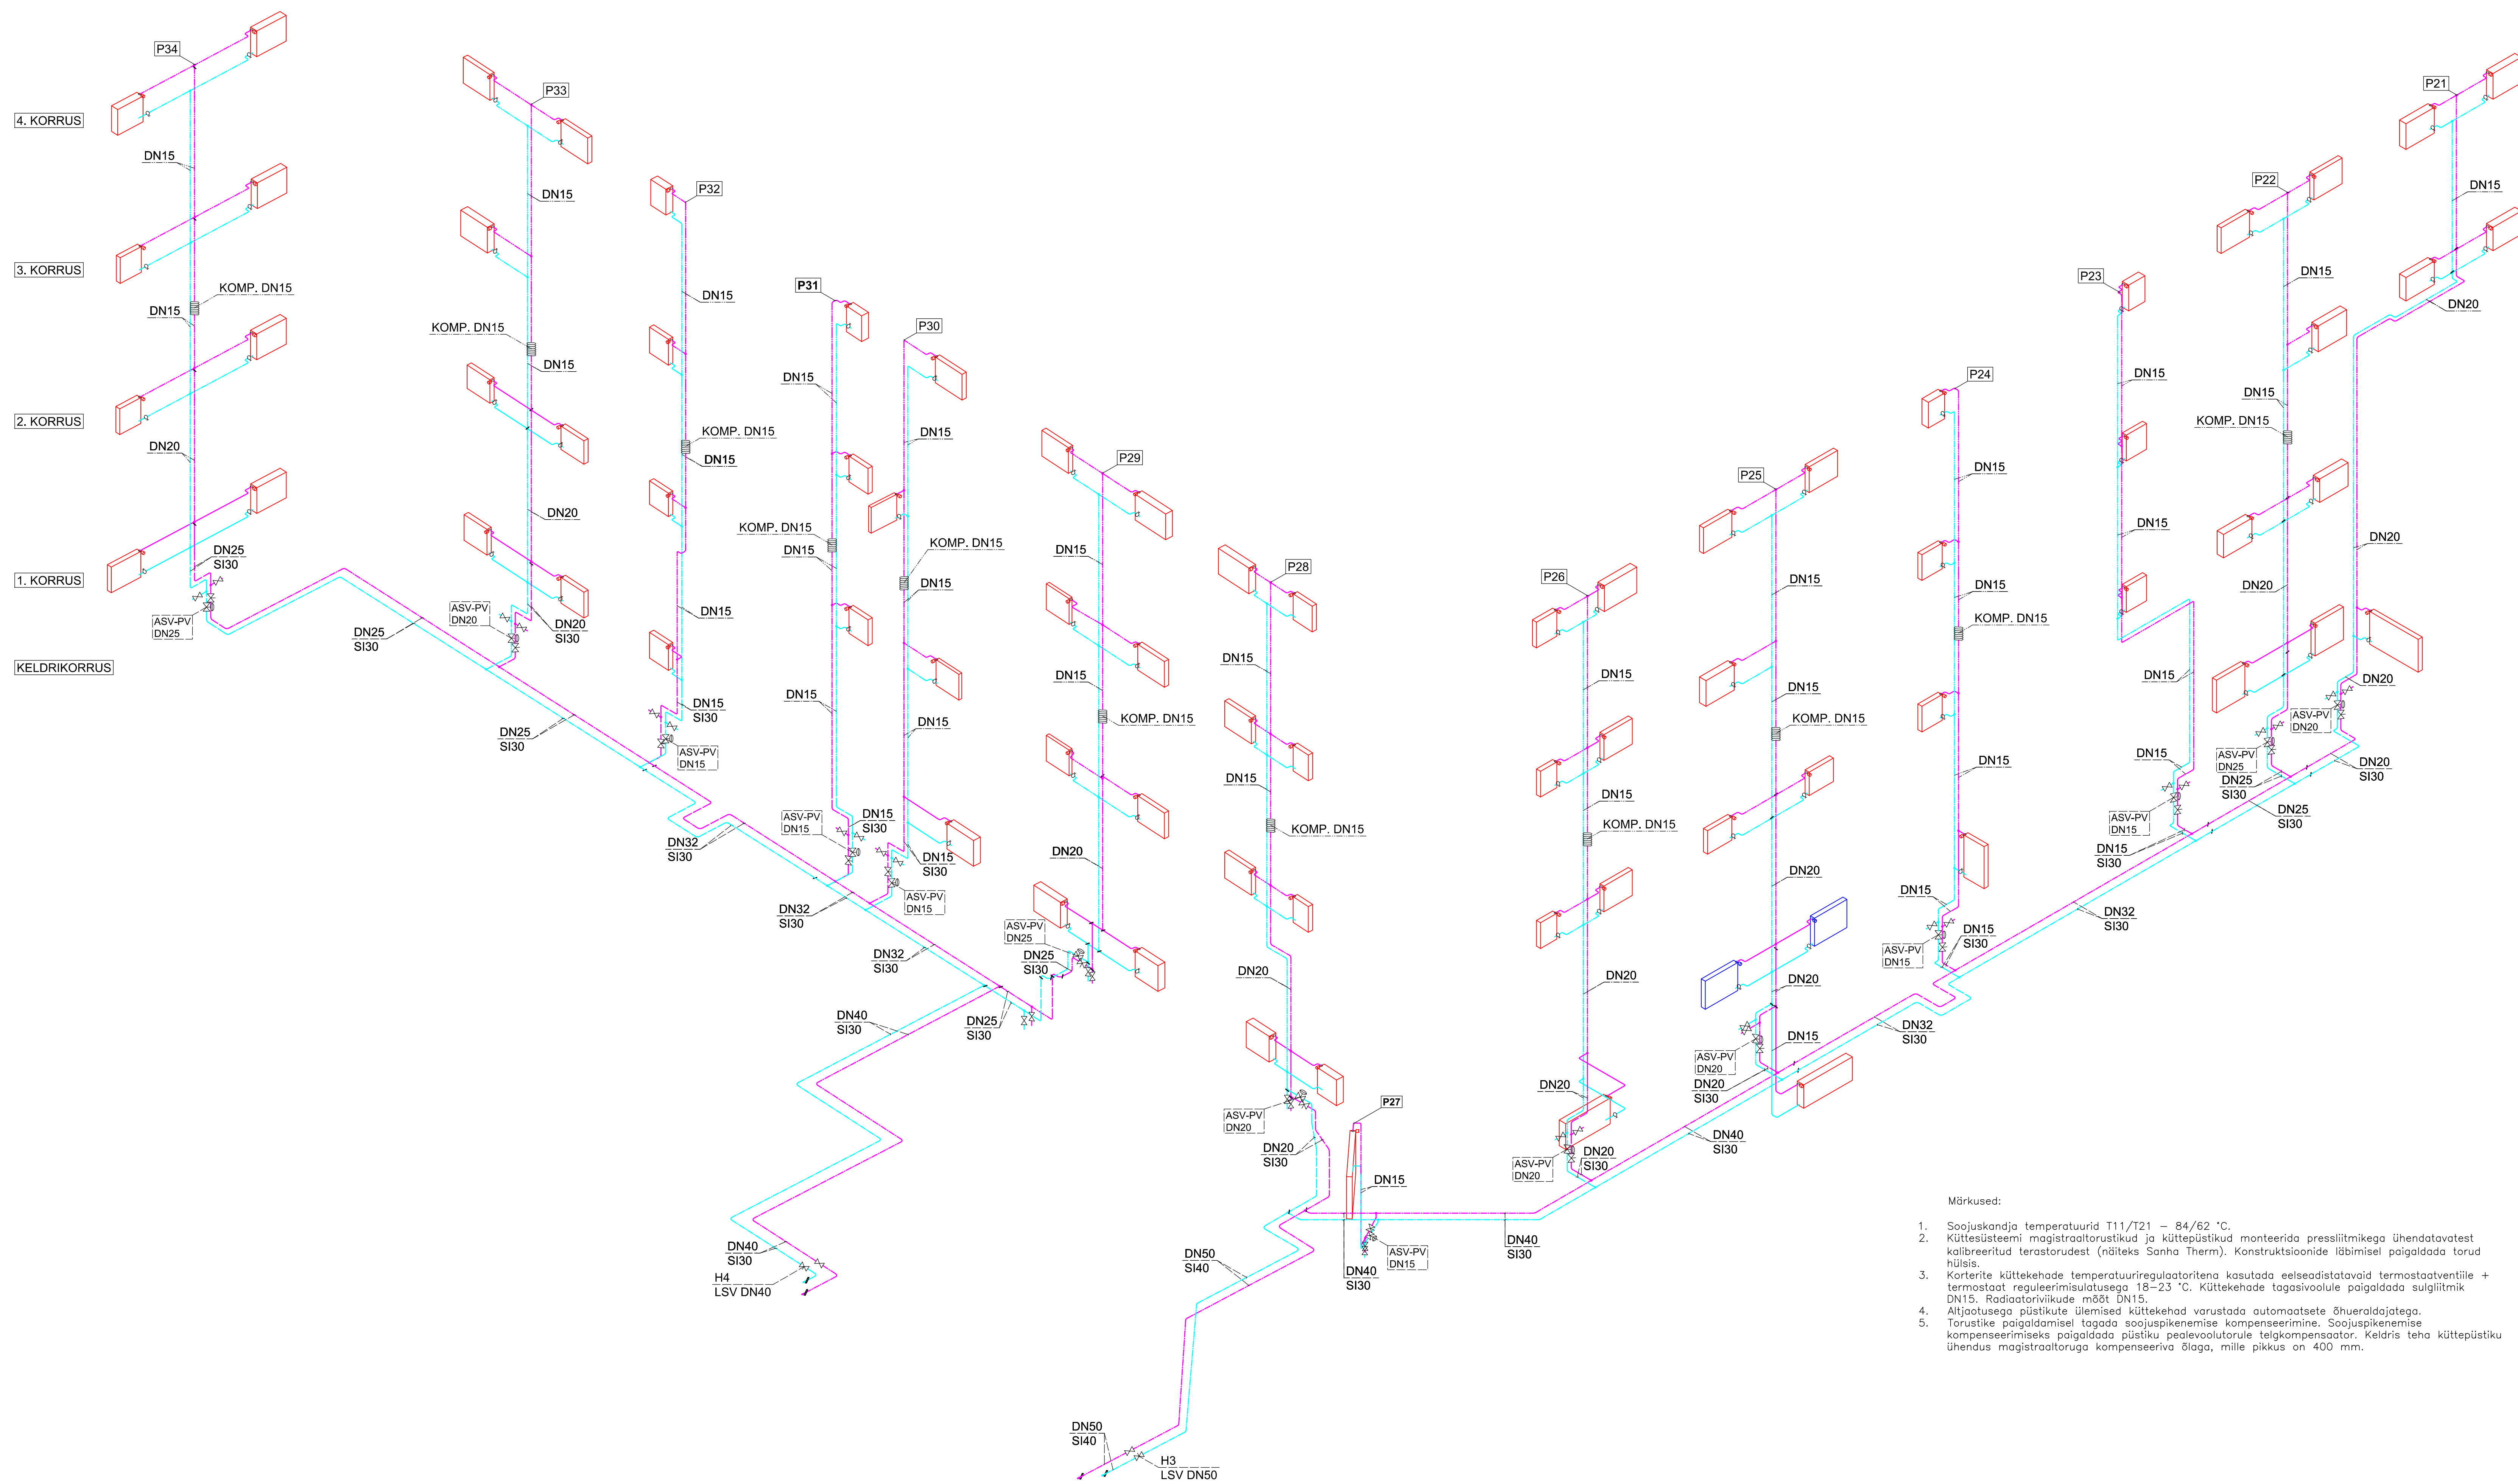 P34
4. KORRUS
DN15
3. KORRUS
KOMP. DN15
DN15
2. KORRUS
DN20
DN25
SI30
1. KORRUS
ASV-PV
DN25
KELDRIKORRUS
DN25
SI30
P33
DN15
KOMP. DN15
DN15
DN20
ASV-PV
DN20
DN20
SI30
DN25
SI30
P32
DN15
KOMP. DN15
DN15
DN15
DN15
SI30
ASV-PV
DN15
DN32
SI30
P31
DN15
KOMP. DN15
DN15
DN15
ASV-PV
DN15
DN15
SI30
DN32
SI30
P30
DN15
KOMP. DN15
DN15
DN15
DN15
SI30
ASV-PV
DN15
DN32
SI30
P29
DN15
DN15
KOMP. DN15
DN20
ASV-PV
DN25
DN25
SI30
DN25
SI30
DN40
SI30
DN40
SI30
H4
LSV DN40
P28
DN15
DN15
KOMP. DN15
DN20
ASV-PV
DN20
DN20
SI30
P27
DN15
ASV-PV
DN15
DN40
SI30
DN40
SI30
DN50
SI40
DN50
SI40
H3
LSV DN50
P26
DN15
DN15
KOMP. DN15
DN20
DN20
ASV-PV
DN20
DN20
SI30
DN40
SI30
P25
DN15
DN15
KOMP. DN15
DN20
DN20
DN15
ASV-PV
DN20
DN20
SI30
DN32
SI30
P24
DN15
DN15
KOMP. DN15
DN15
DN15
ASV-PV
DN15
DN15
SI30
DN32
SI30
P23
DN15
DN15
DN15
DN15
ASV-PV
DN15
DN15
SI30
P22
DN15
DN15
KOMP. DN15
DN20
ASV-PV
DN25
DN25
SI30
DN25
SI30
P21
DN15
DN20
DN20
DN20
ASV-PV
DN20
DN20
SI30
Märkused:
1. Soojuskandja temperatuurid T11/T21 – 84/62 °C.
2. Küttesüsteemi magistraaltorustikud ja küttepüstikud monteerida pressliitmikega ühendatavatest
kalibreeritud terastorudest (näiteks Sanha Therm). Konstruktsioonide läbimisel paigaldada torud
hülsis.
3. Korterite küttekehade temperatuuriregulaatoritena kasutada eelseadistatavaid termostaatventiile +
termostaat reguleerimisulatusega 18–23 °C. Küttekehade tagasivoolule paigaldada sulgliitmik
DN15. Radiaatoriviikude mõõt DN15.
4. Altjaotusega püstikute ülemised küttekehad varustada automaatsete õhueraldajatega.
5. Torustike paigaldamisel tagada soojuspikenemise kompenseerimine. Soojuspikenemise
kompenseerimiseks paigaldada püstiku pealevoolutorule telgkompensaator. Keldris teha küttepüstiku
ühendus magistraaltoruga kompenseeriva õlaga, mille pikkus on 400 mm.